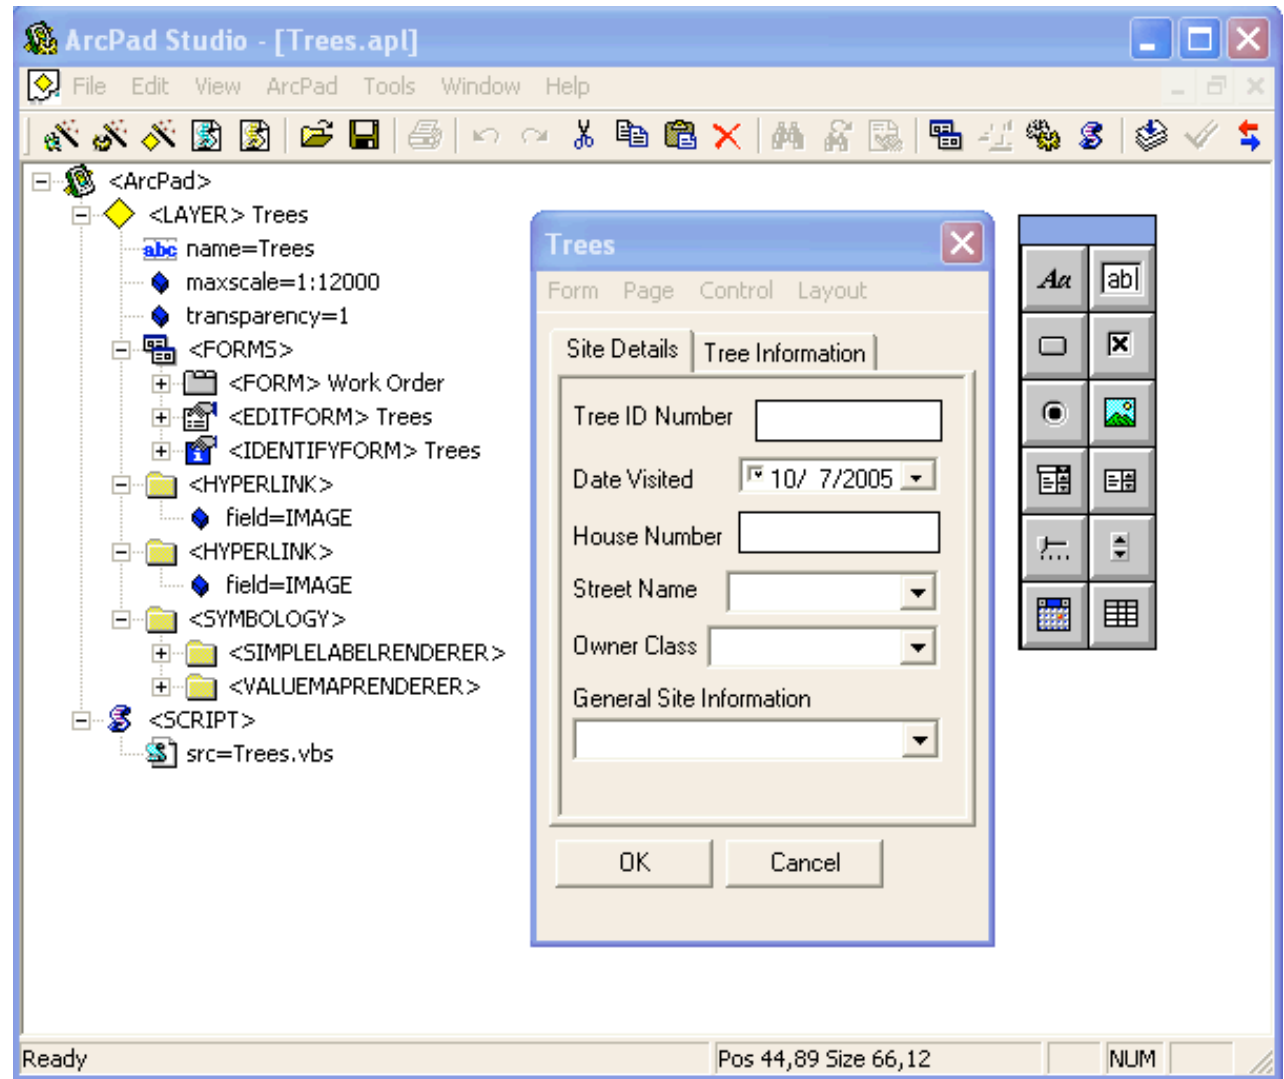 ArcPad Studio - [Trees.apl]
File Edit View ArcPad Tools Window Help
<ArcPad>
<LAYER> Trees
abc name=Trees
maxscale=1:12000
transparency=1
<FORMS>
<FORM> Work Order
<EDITFORM> Trees
<IDENTIFYFORM> Trees
<HYPERLINK>
field=IMAGE
<HYPERLINK>
field=IMAGE
<SYMBOLOGY>
<SIMPLELABELRENDERER>
<VALUEMAPRENDERER>
<SCRIPT>
src=Trees.vbs
Trees
Form Page Control Layout
Site Details Tree Information
Tree ID Number
Date Visited 10/ 7/2005
House Number
Street Name
Owner Class
General Site Information
OK Cancel
Aa ab|
Ready Pos 44,89 Size 66,12 NUM